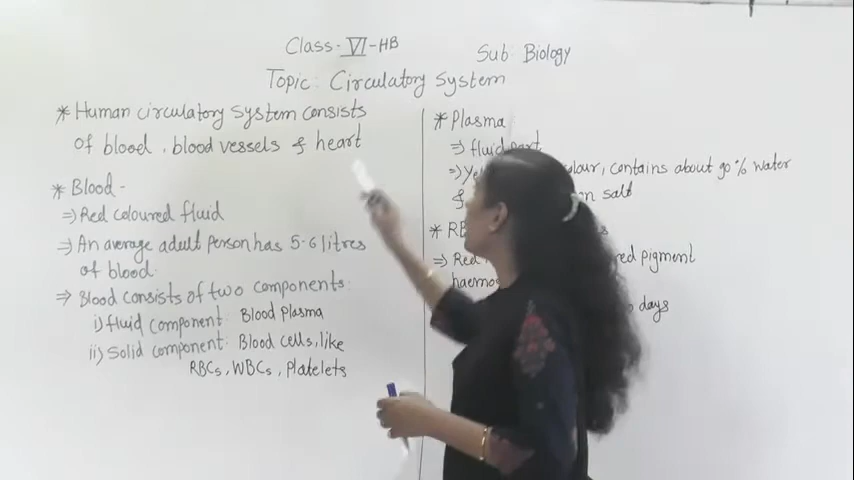 Class - VI - HB
Sub: Biology
Topic: Circulatory System
* Human circulatory system consists
of blood, blood vessels & heart
* Blood -
⇒ Red coloured fluid
⇒ An average adult person has 5-6 litres
of blood.
⇒ Blood consists of two components:
i) Fluid component: Blood plasma
ii) Solid component: Blood cells, like
RBCs, WBCs, Platelets
* Plasma:
⇒ fluid part
⇒ contains about 90% water
& salt
*
⇒ Red red pigment
days